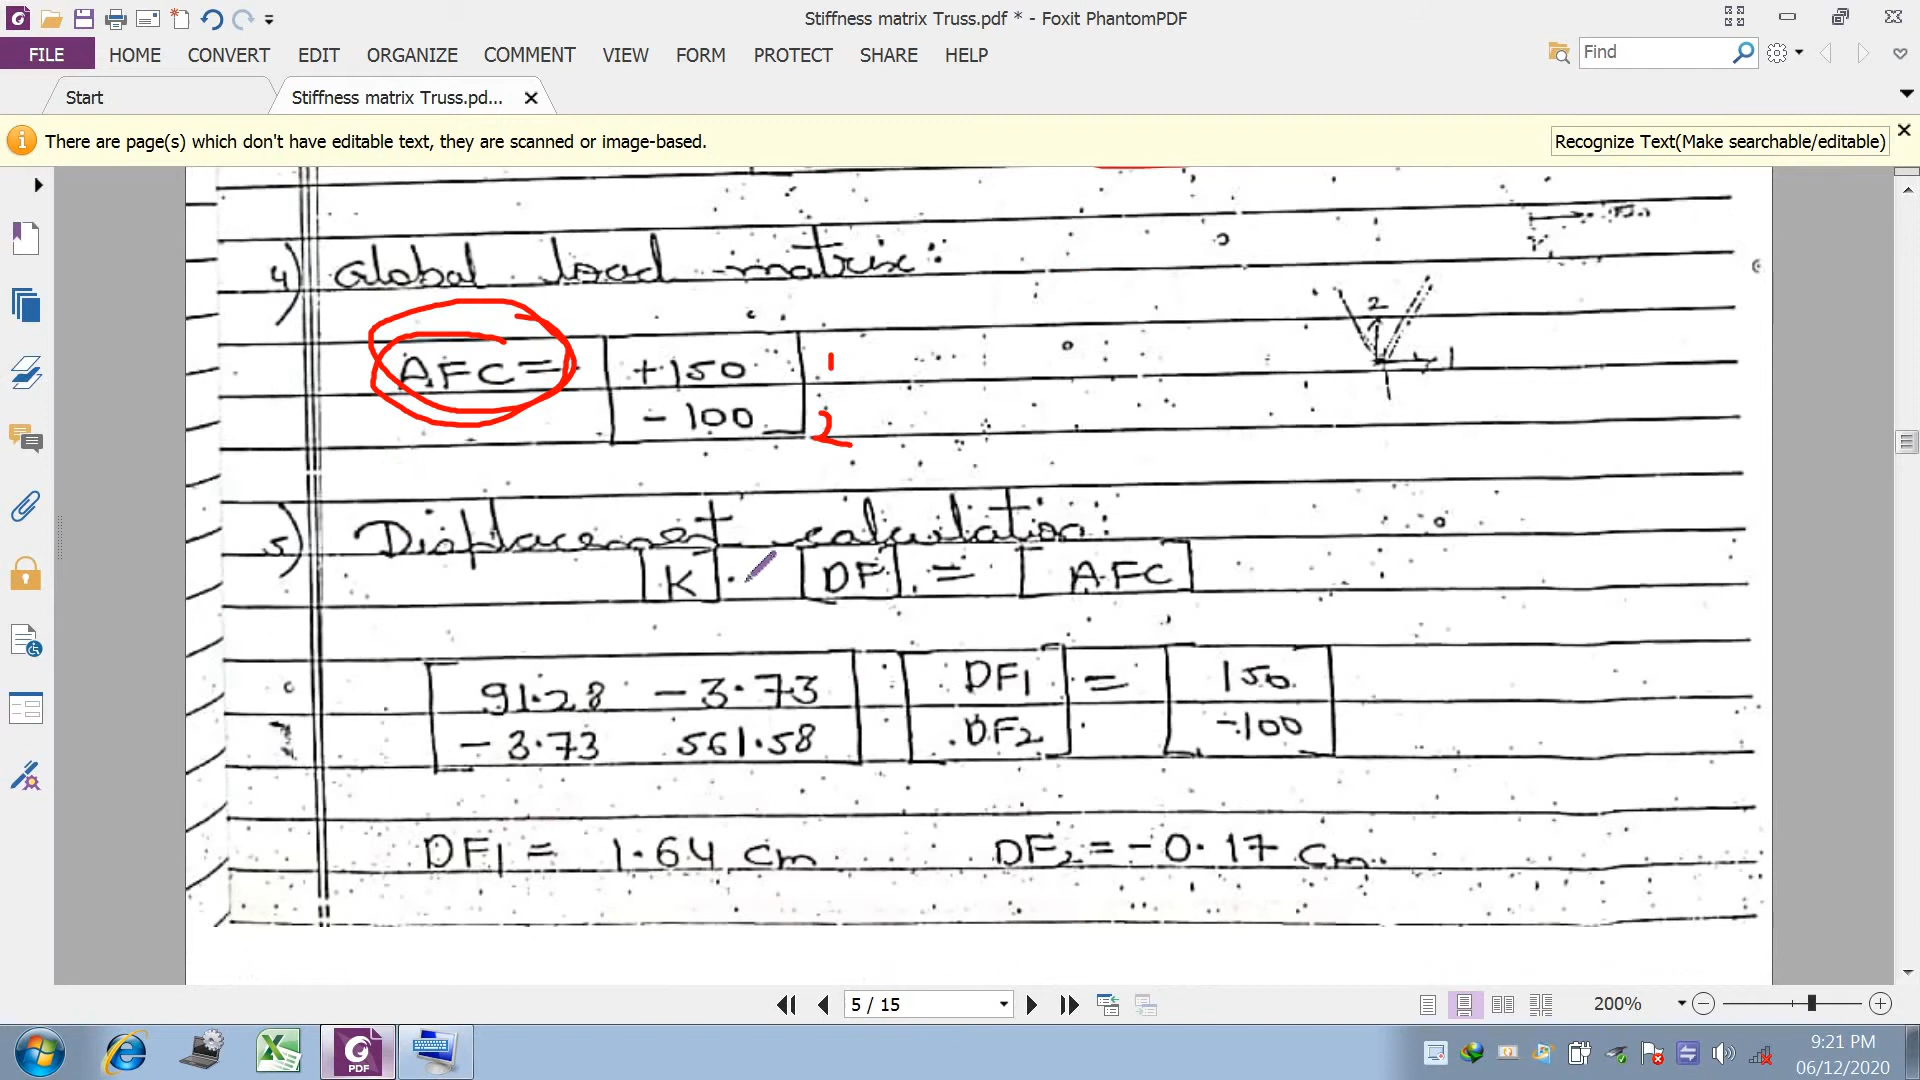 Stiffness matrix Truss.pdf * - Foxit PhantomPDF
FILE HOME CONVERT EDIT ORGANIZE COMMENT VIEW FORM PROTECT SHARE HELP
Find
Start
Stiffness matrix Truss.pd...
There are page(s) which don't have editable text, they are scanned or image-based.
Recognize Text(Make searchable/editable)
4) Global load matrix:
2
1
AFC = +150 1
-100 2
5) Displacement calculation:
K . DF = AFC
91.28 -3.73 DF1 = 150
-3.73 561.58 DF2 -100
DF1 = 1.64 cm DF2 = -0.17 cm.
5 / 15
200%
PDF
9:21 PM
06/12/2020